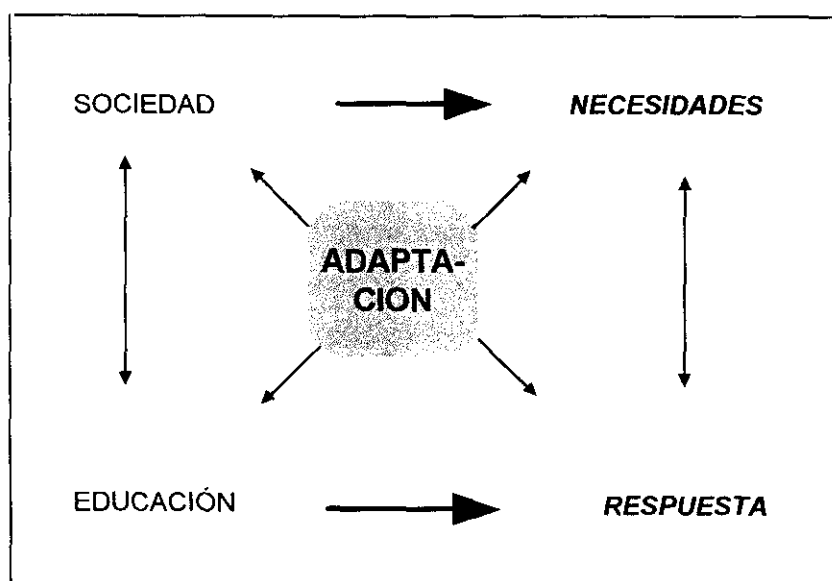 SOCIEDAD
NECESIDADES
ADAPTA-
CION
EDUCACIÓN
RESPUESTA